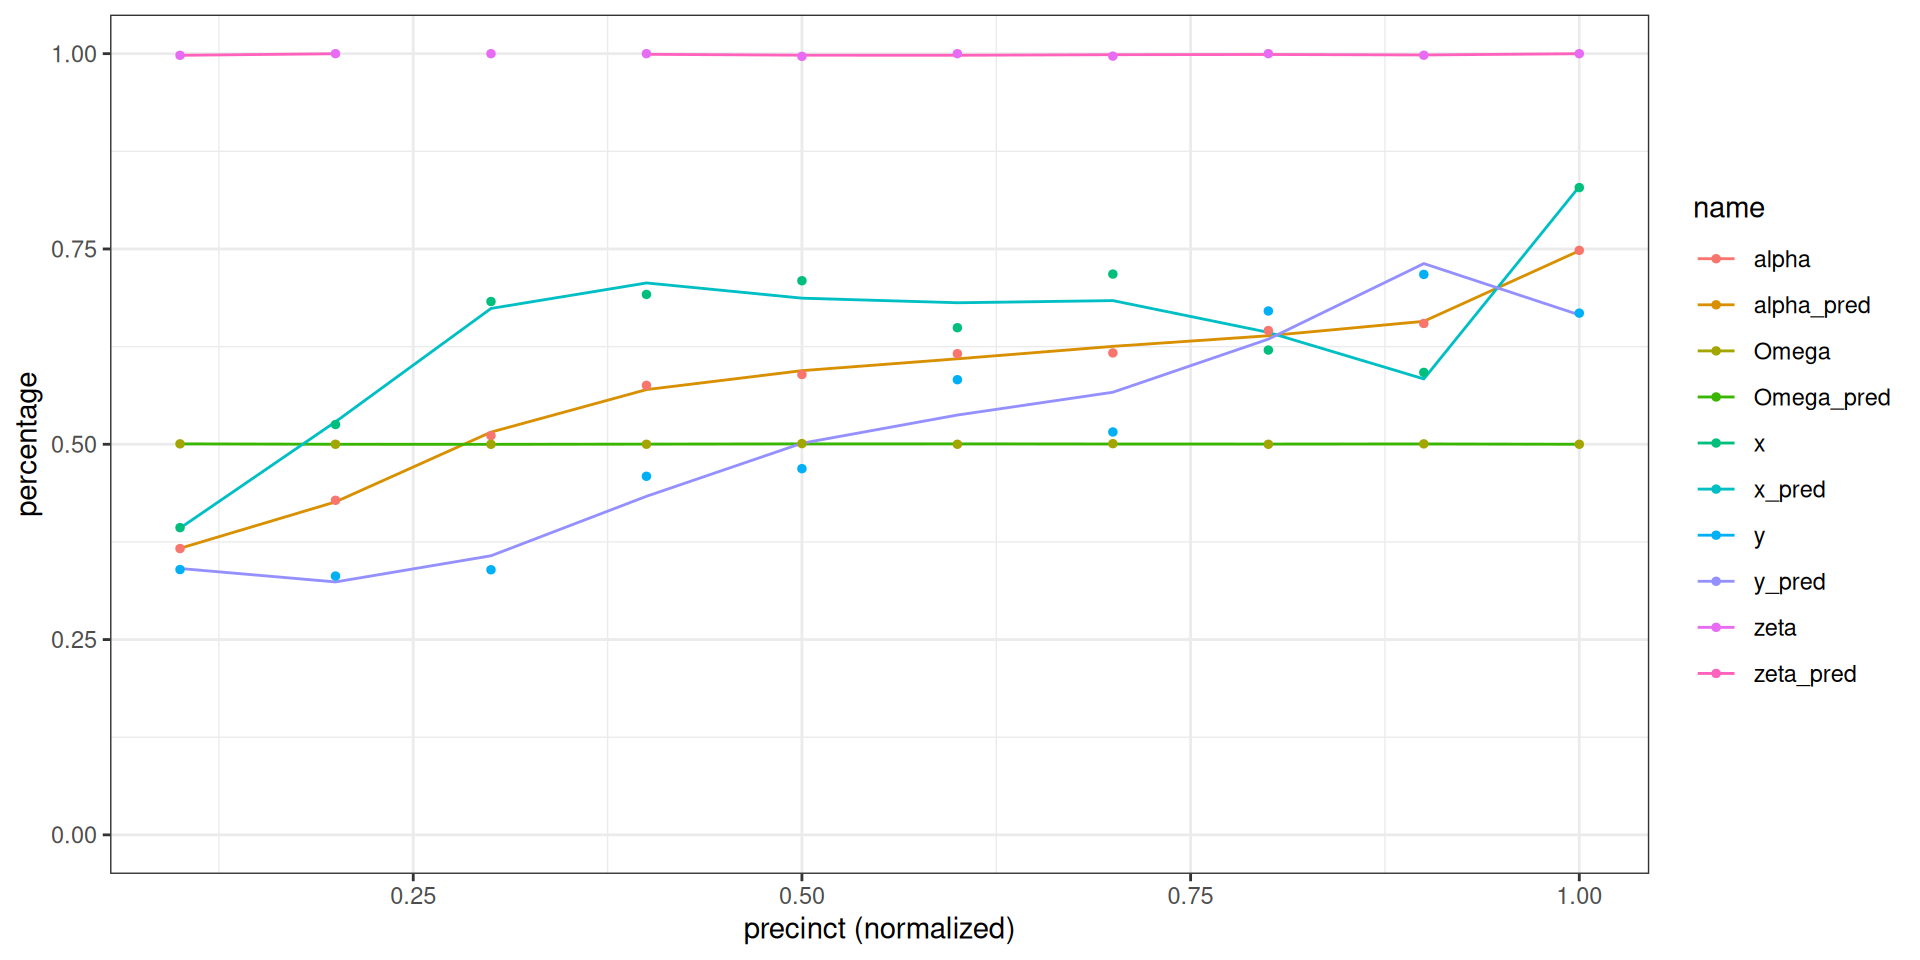 1.00
0.75
0.50
0.25
0.00
percentage
0.25 0.50 0.75 1.00
precinct (normalized)
name
alpha
alpha_pred
Omega
Omega_pred
x
x_pred
y
y_pred
zeta
zeta_pred